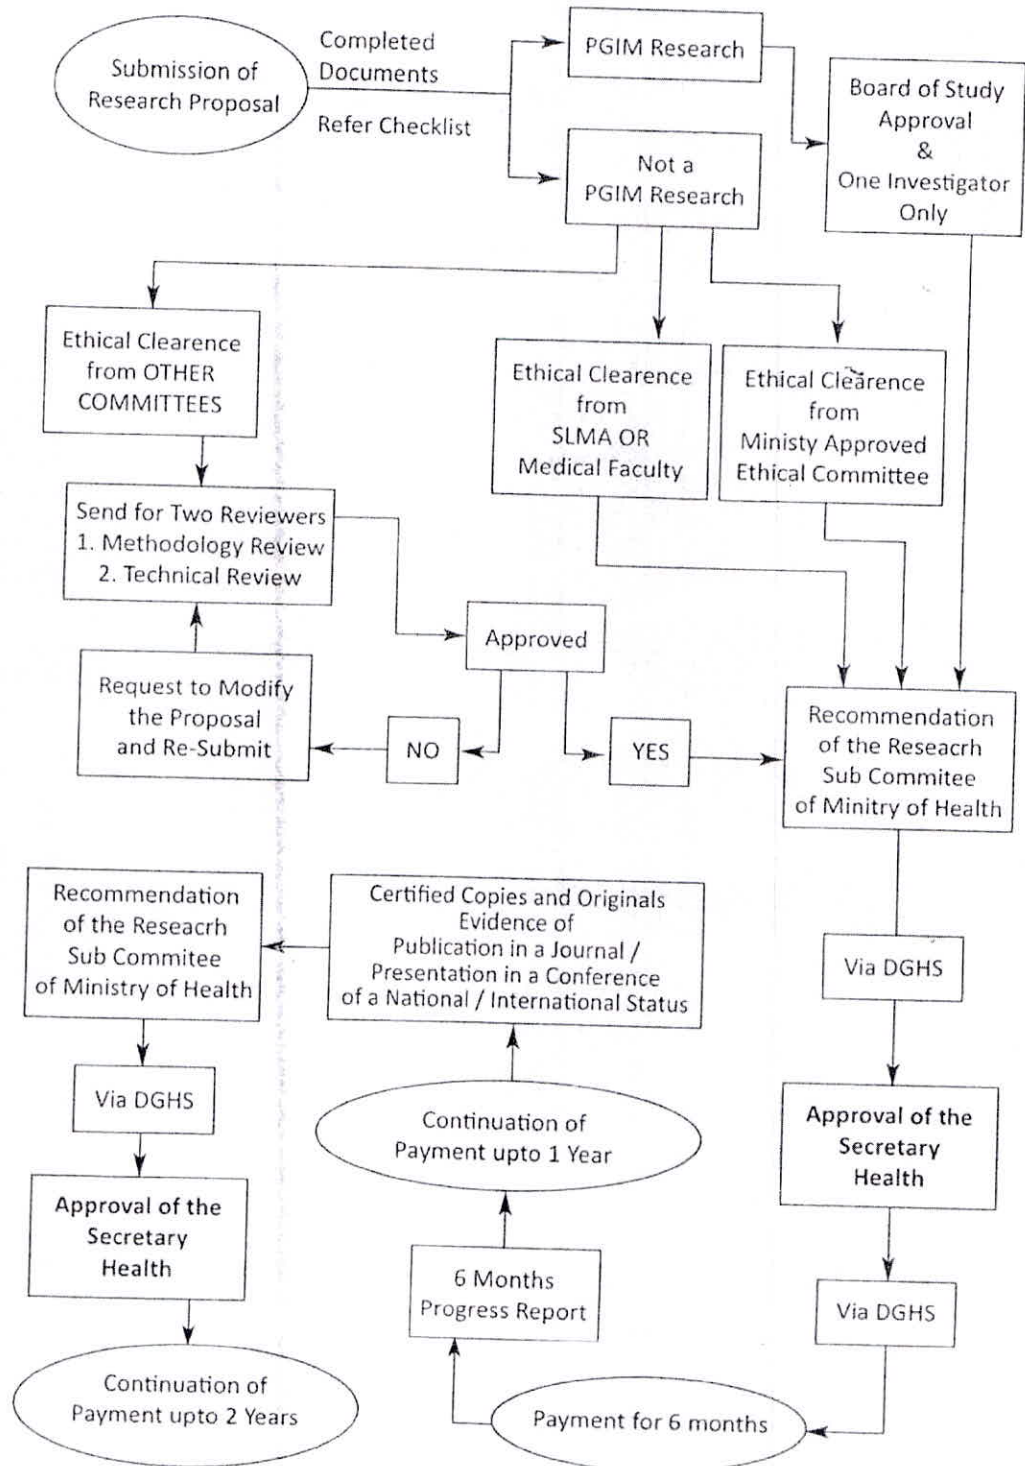 Submission of
Research Proposal
Completed
Documents
Refer Checklist
PGIM Research
Not a
PGIM Research
Board of Study
Approval
&
One Investigator
Only
Ethical Clearence
from OTHER
COMMITTEES
Ethical Clearence
from
SLMA OR
Medical Faculty
Ethical Clearence
from
Ministy Approved
Ethical Committee
Send for Two Reviewers
1. Methodology Review
2. Technical Review
Approved
Request to Modify
the Proposal
and Re-Submit
NO
YES
Recommendation
of the Reseacrh
Sub Commitee
of Minitry of Health
Recommendation
of the Reseacrh
Sub Commitee
of Ministry of Health
Certified Copies and Originals
Evidence of
Publication in a Journal /
Presentation in a Conference
of a National / International Status
Via DGHS
Via DGHS
Continuation of
Payment upto 1 Year
Approval of the
Secretary
Health
Approval of the
Secretary
Health
6 Months
Progress Report
Via DGHS
Continuation of
Payment upto 2 Years
Payment for 6 months